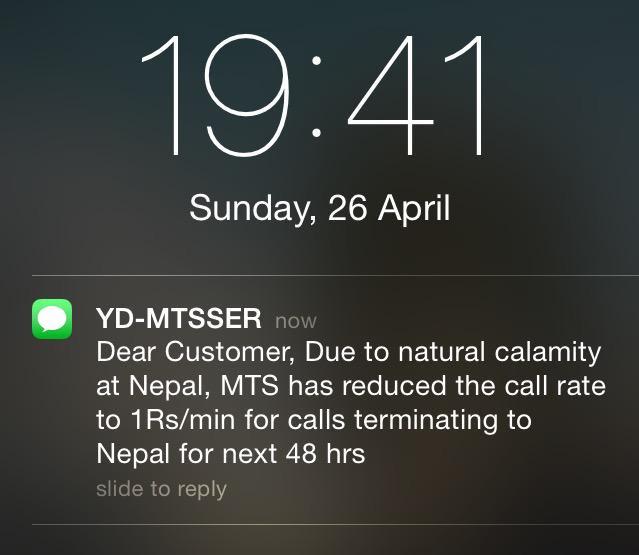 19:41
Sunday, 26 April
YD-MTSSER now
Dear Customer, Due to natural calamity
at Nepal, MTS has reduced the call rate
to 1Rs/min for calls terminating to
Nepal for next 48 hrs
slide to reply